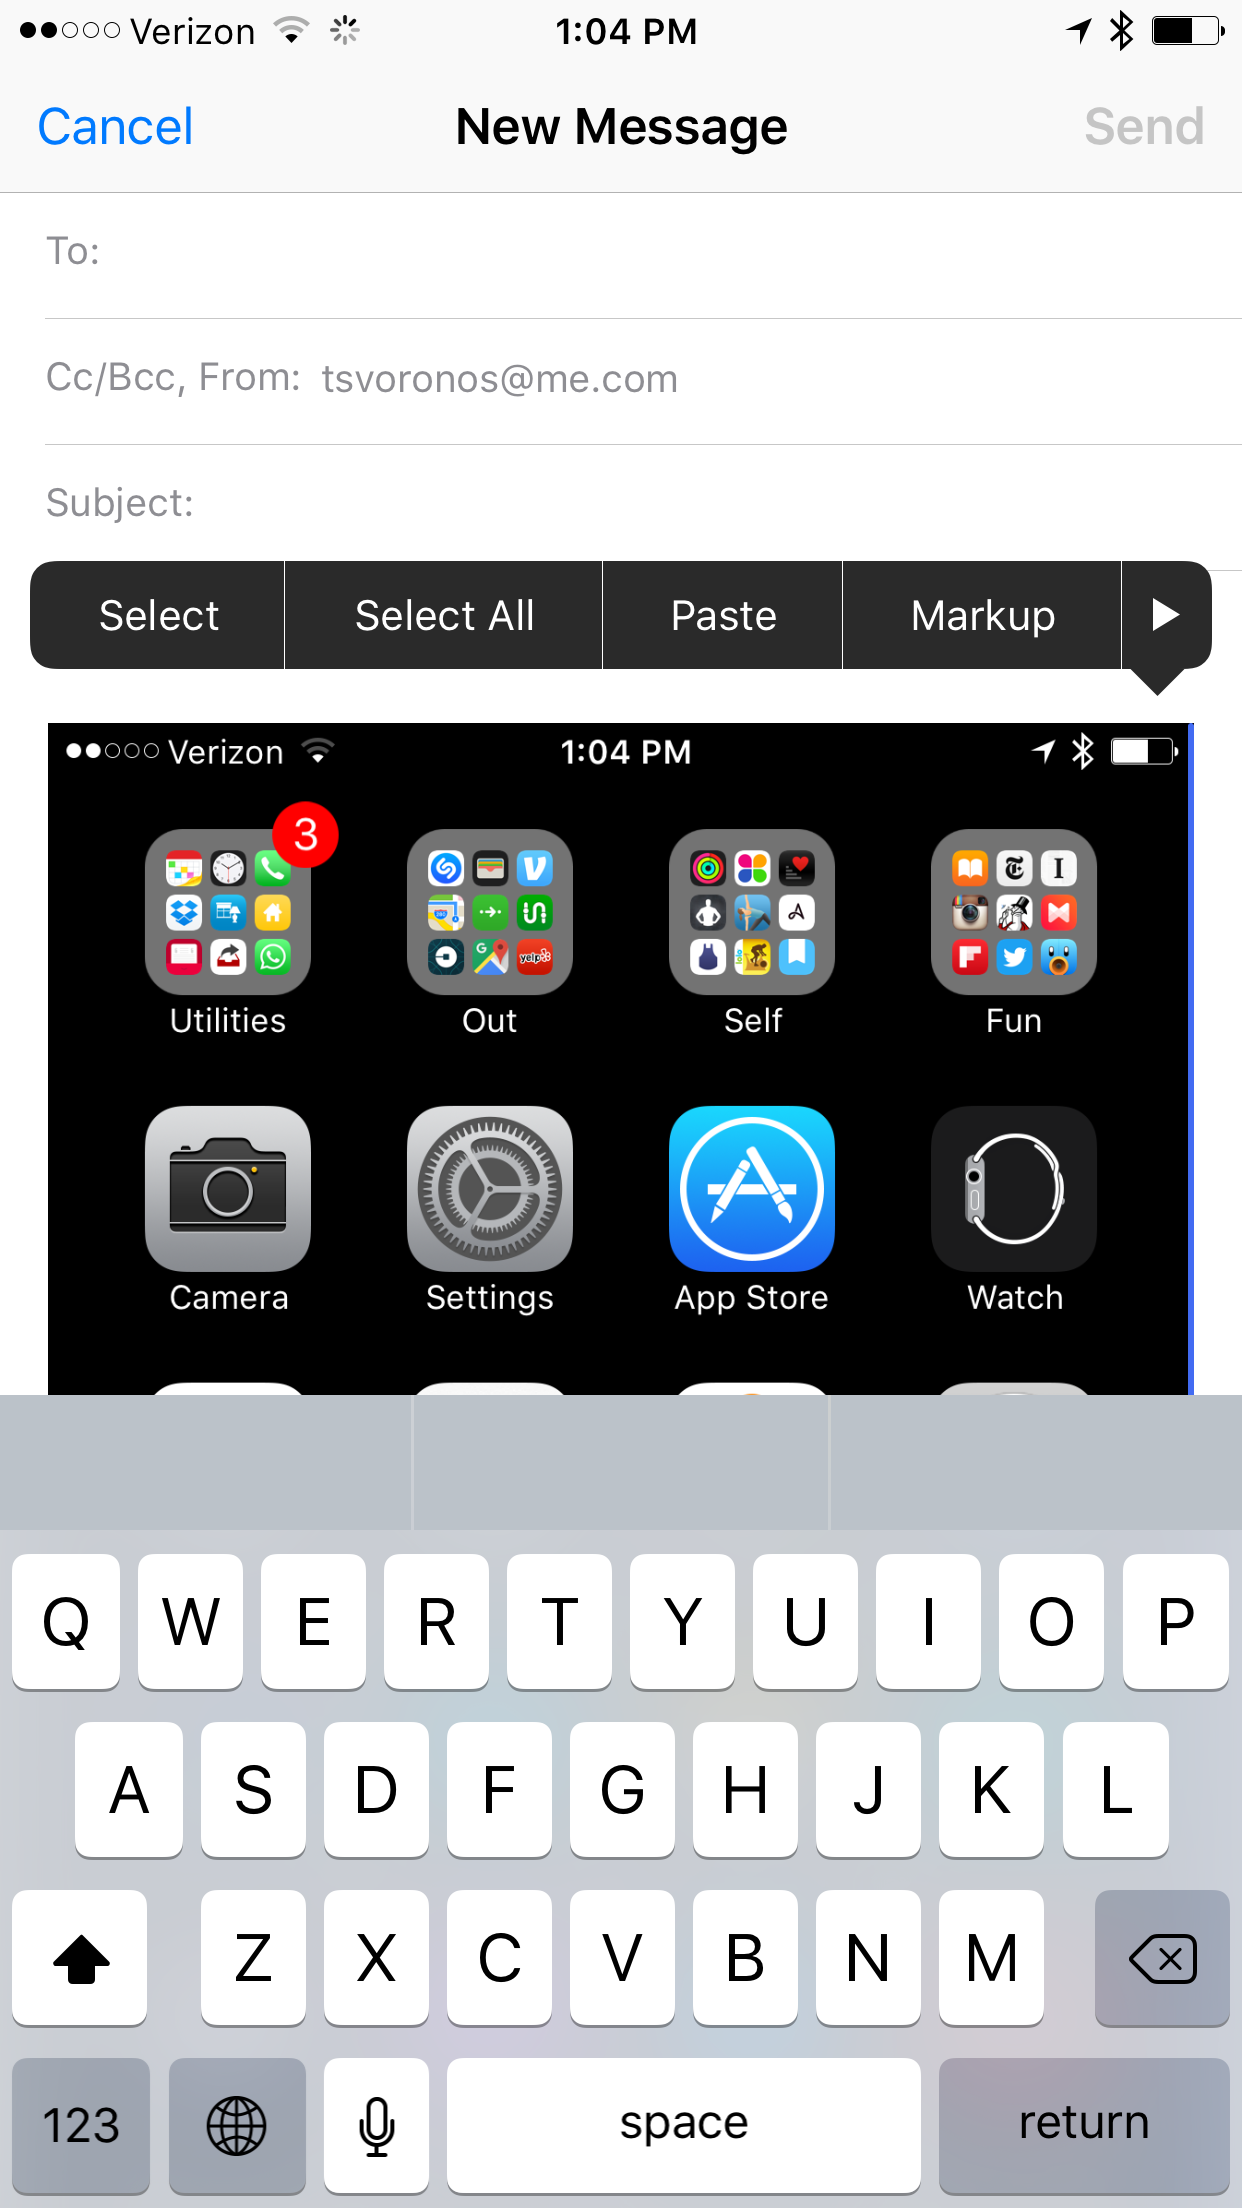 Verizon 1:04 PM
Cancel New Message Send
To:
Cc/Bcc, From: tsvoronos@me.com
Subject:
Select Select All Paste Markup
Verizon 1:04 PM
3
yelp
Utilities Out Self Fun
Camera Settings App Store Watch
Q W E R T Y U I O P
A S D F G H J K L
Z X C V B N M
123 space return